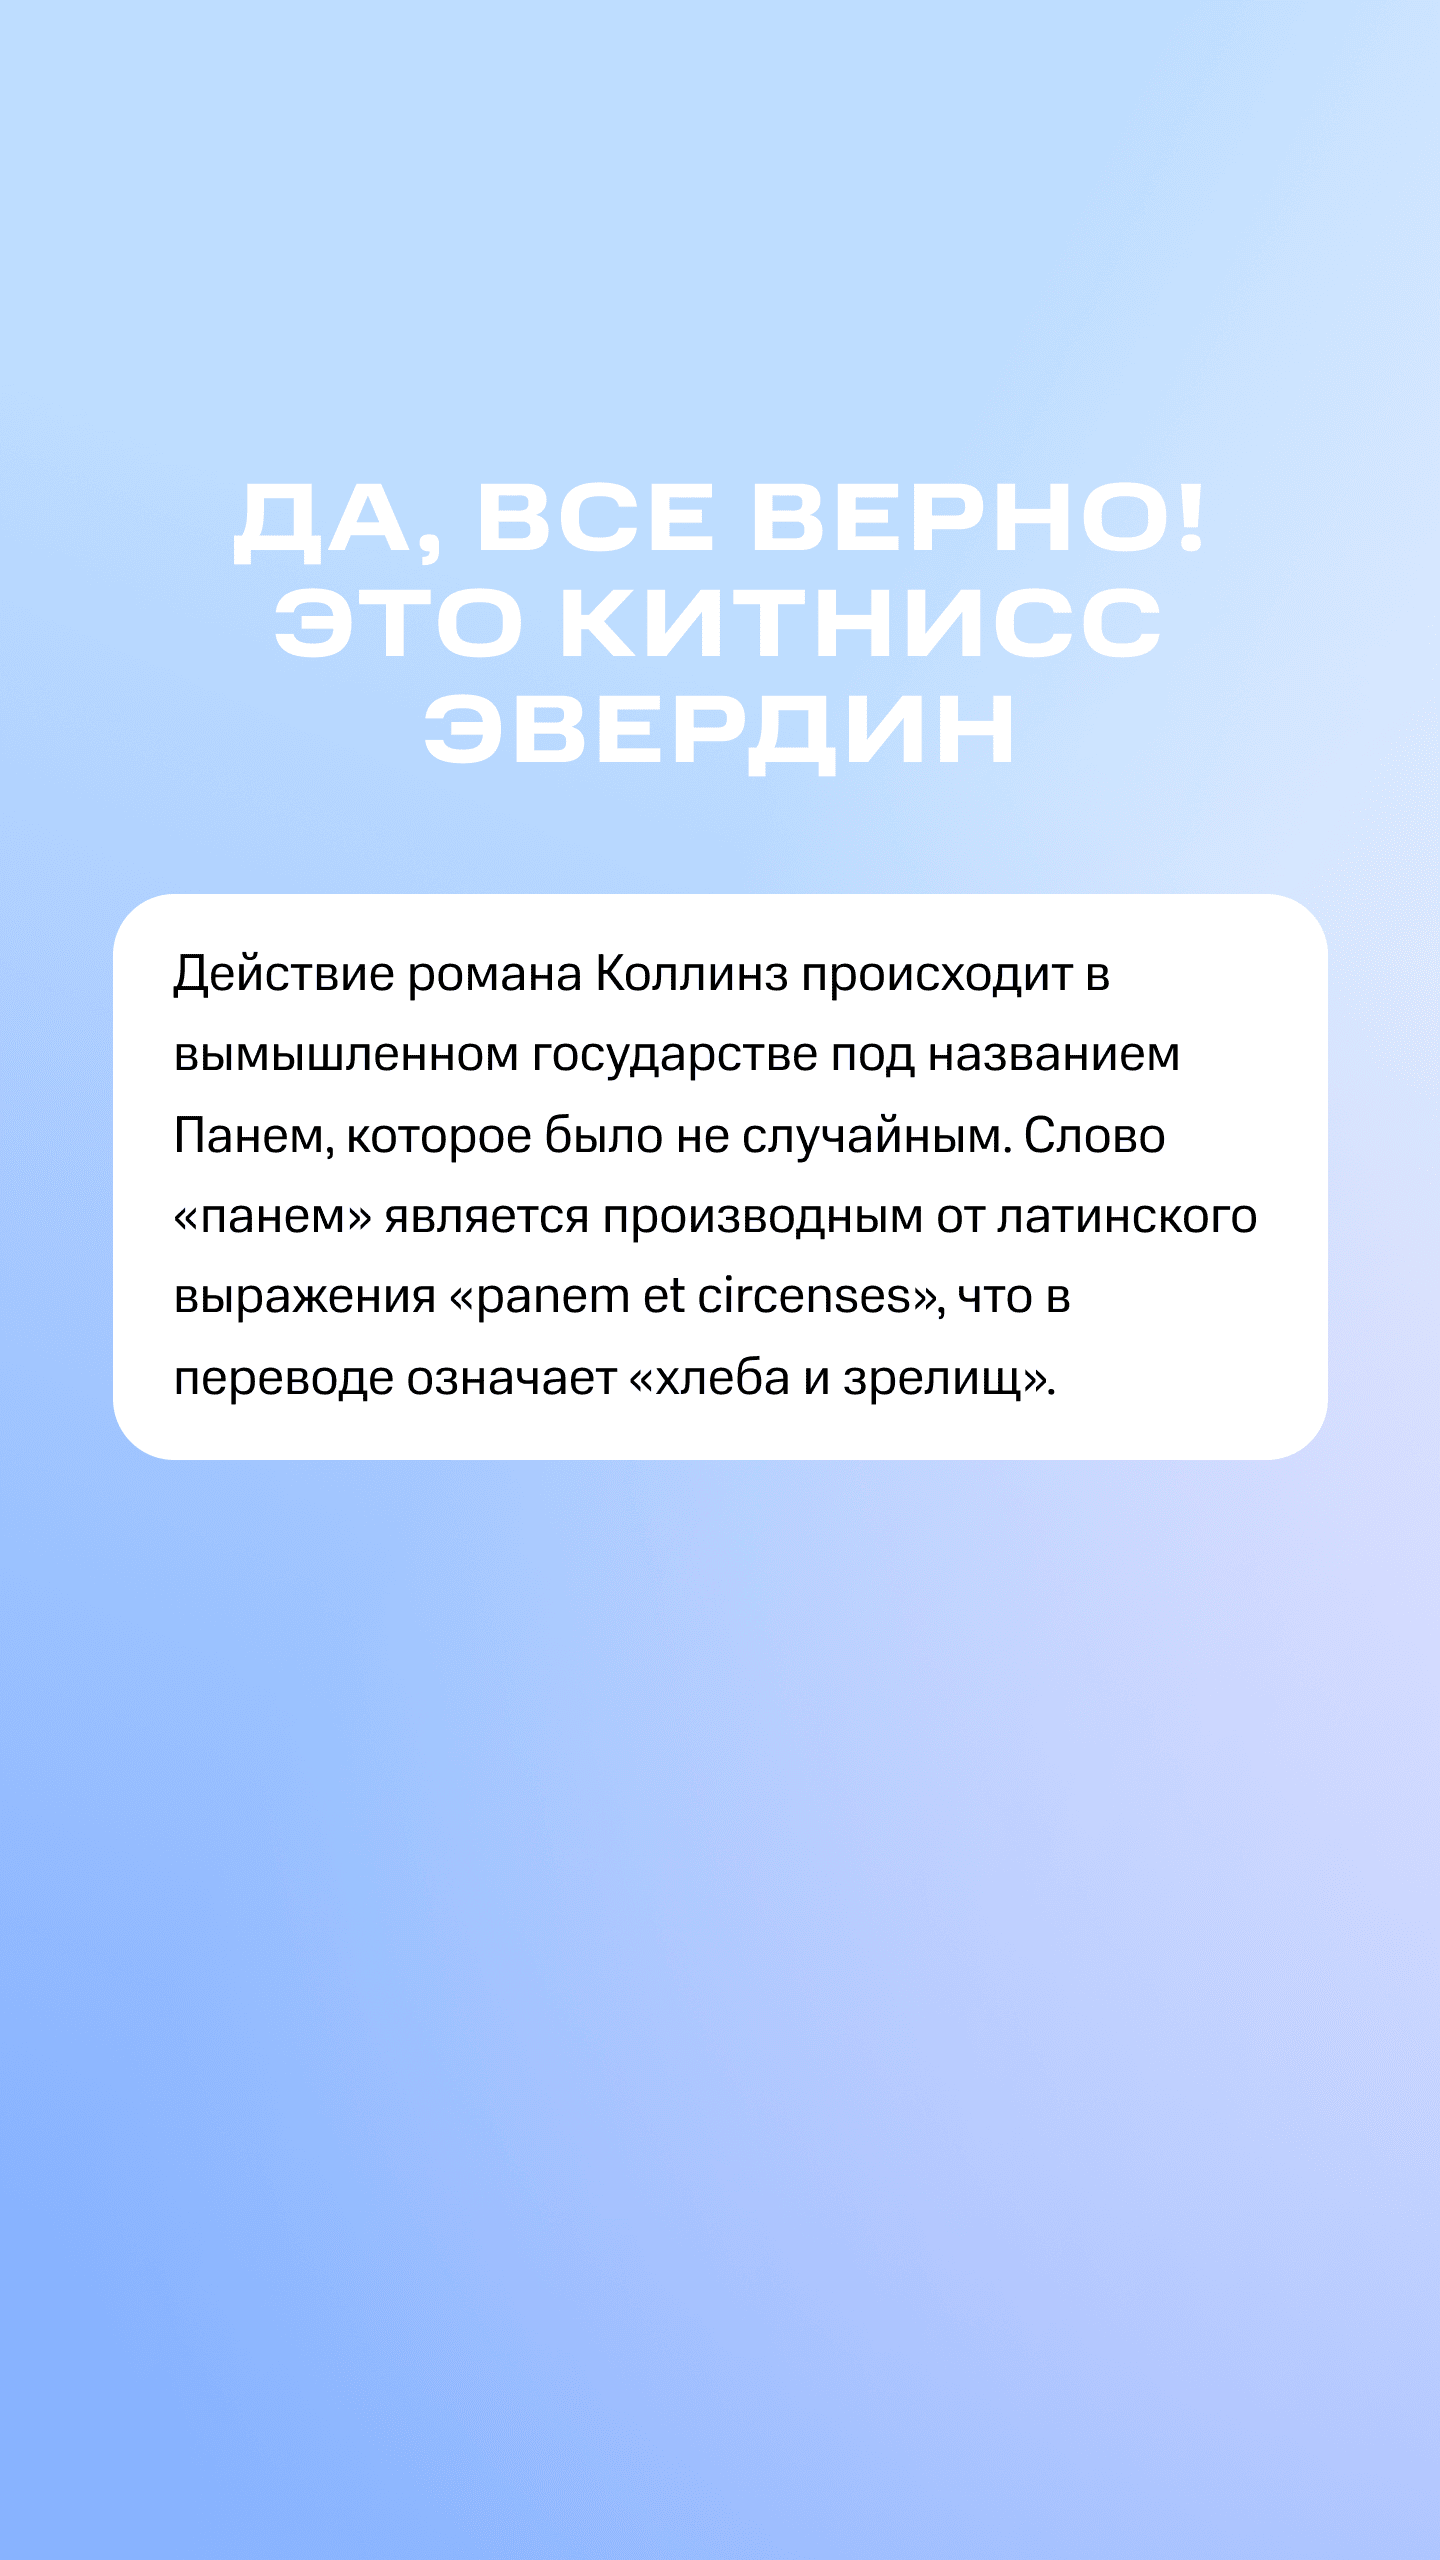 ДА, ВСЕ ВЕРНО!
ЭТО КИТНИСС
ЭВЕРДИН
Действие романа Коллинз происходит в
вымышленном государстве под названием
Панем, которое было не случайным. Слово
«панем» является производным от латинского
выражения «panem et circenses», что в
переводе означает «хлеба и зрелищ».